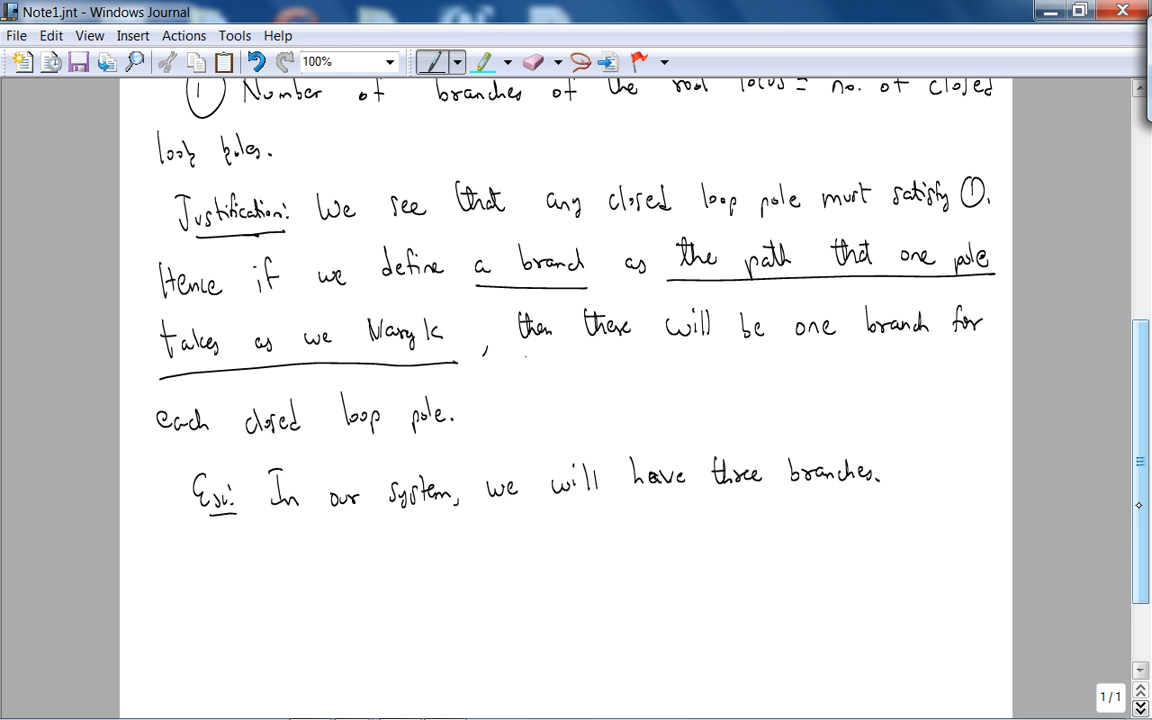 Note1.jnt - Windows Journal
File Edit View Insert Actions Tools Help
100%
① Number of branches of the root locus = no. of closed
loop poles.
Justification: We see that any closed loop pole must satisfy ①.
Hence if we define a branch as the path that one pole
takes as we vary K, then there will be one branch for
each closed loop pole.
Ex: In our system, we will have three branches.
1 / 1